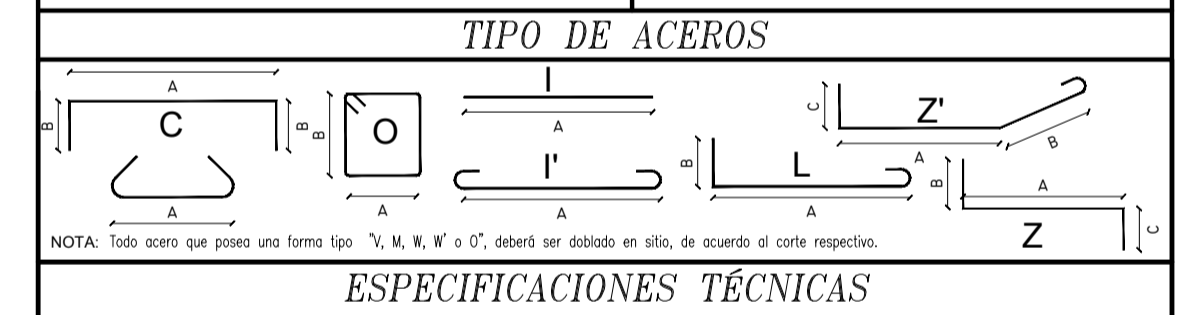 TIPO DE ACEROS
A
B
C
B
A
B
O
A
I
A
I'
A
B
L
A
C
Z'
B
A
B
A
Z
C
NOTA: Todo acero que posea una forma tipo "V, M, W, W' o O", deberá ser doblado en sitio, de acuerdo al corte respectivo.
ESPECIFICACIONES TÉCNICAS